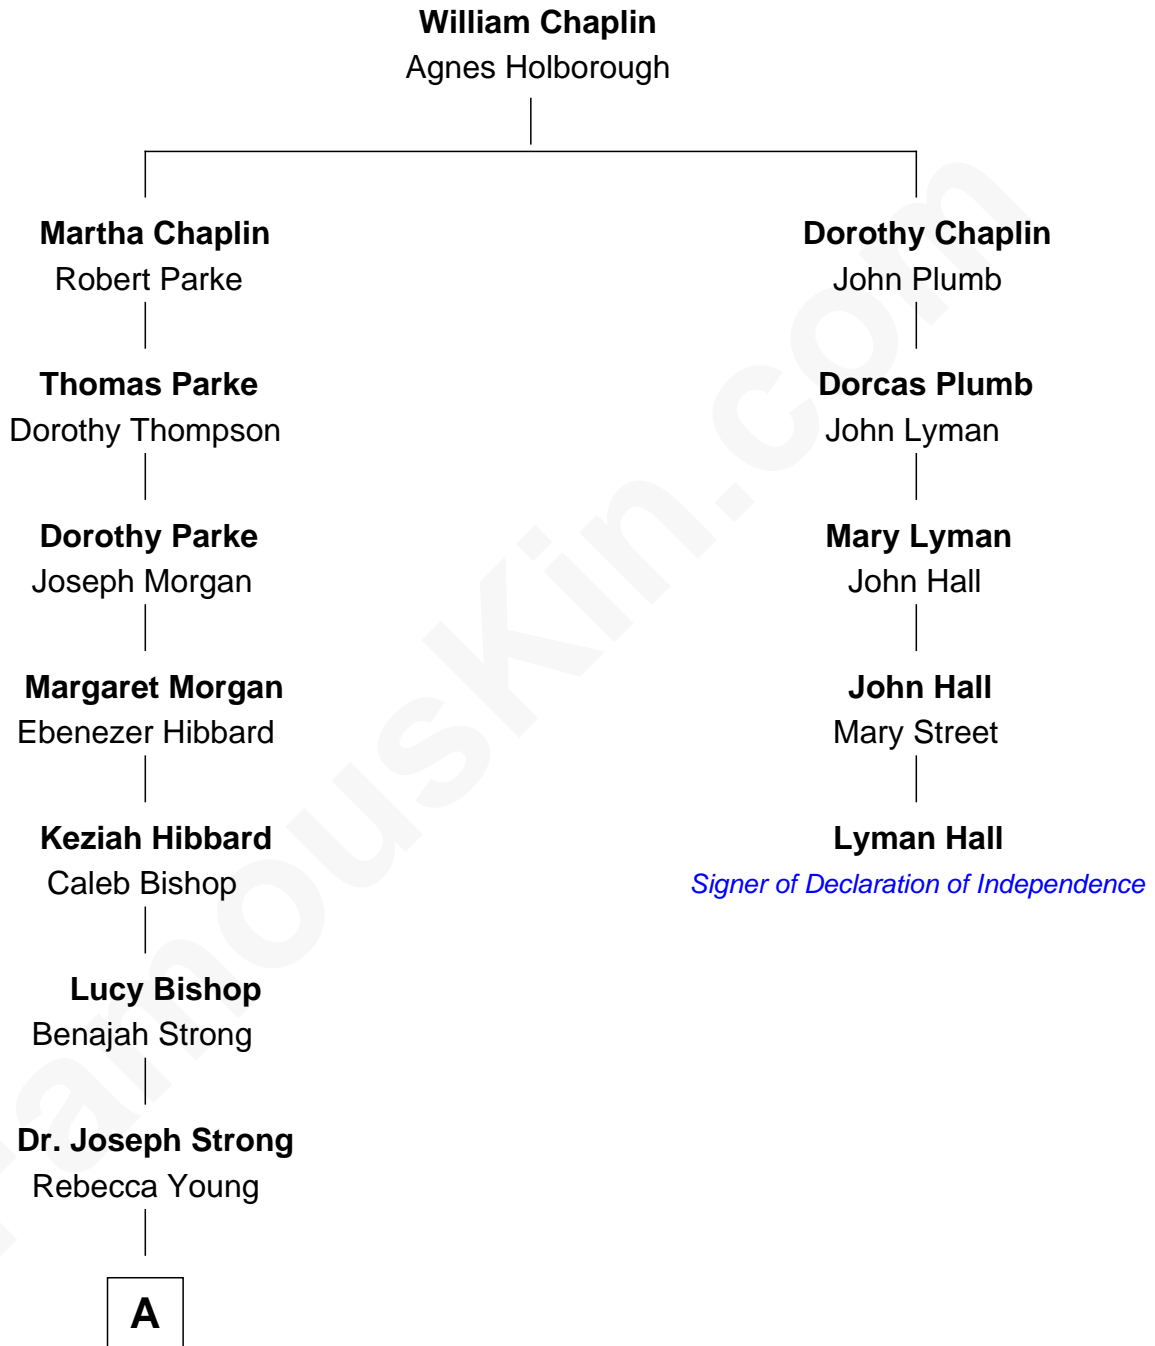 William Chaplin
Agnes Holborough
Martha Chaplin
Robert Parke
Dorothy Chaplin
John Plumb
Thomas Parke
Dorothy Thompson
Dorcas Plumb
John Lyman
Dorothy Parke
Joseph Morgan
Mary Lyman
John Hall
Margaret Morgan
Ebenezer Hibbard
John Hall
Mary Street
Keziah Hibbard
Caleb Bishop
Lyman Hall
Signer of Declaration of Independence
Lucy Bishop
Benajah Strong
Dr. Joseph Strong
Rebecca Young
A
FamousKin.com